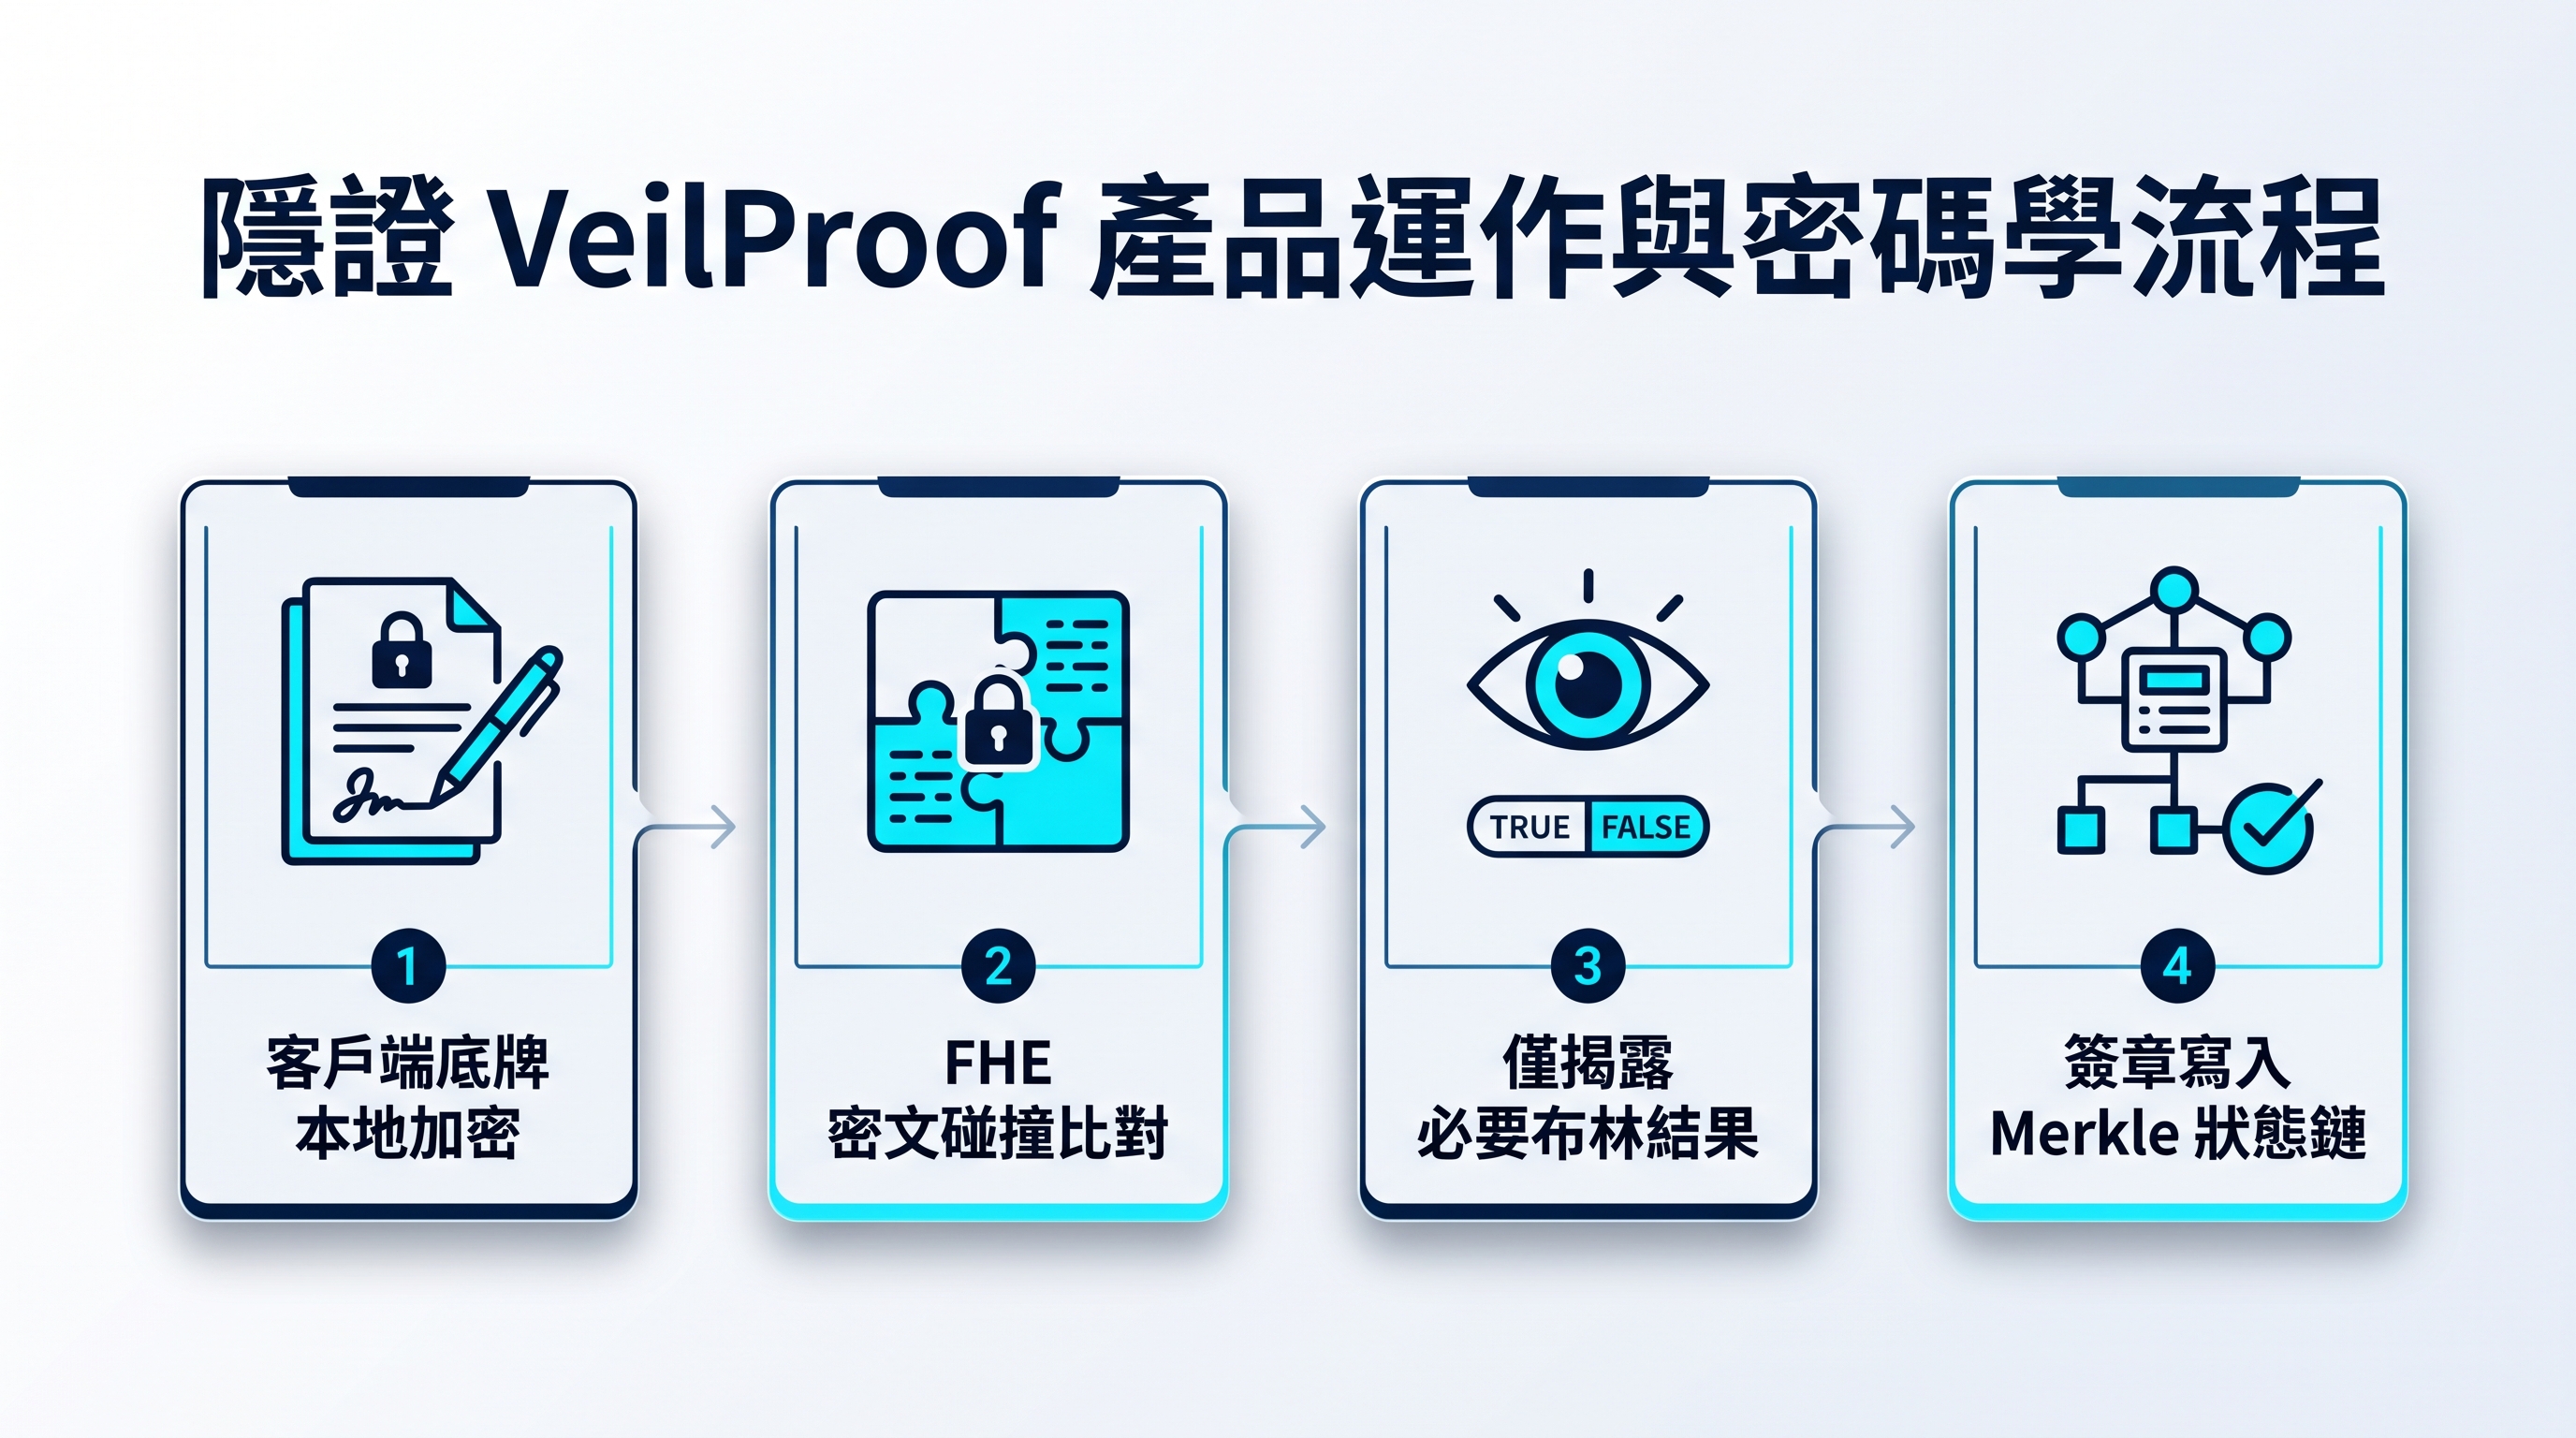 隱證 VeilProof 產品運作與密碼學流程
1
客戶端底牌
本地加密
2
FHE
密文碰撞比對
TRUE FALSE
3
僅揭露
必要布林結果
4
簽章寫入
Merkle 狀態鏈